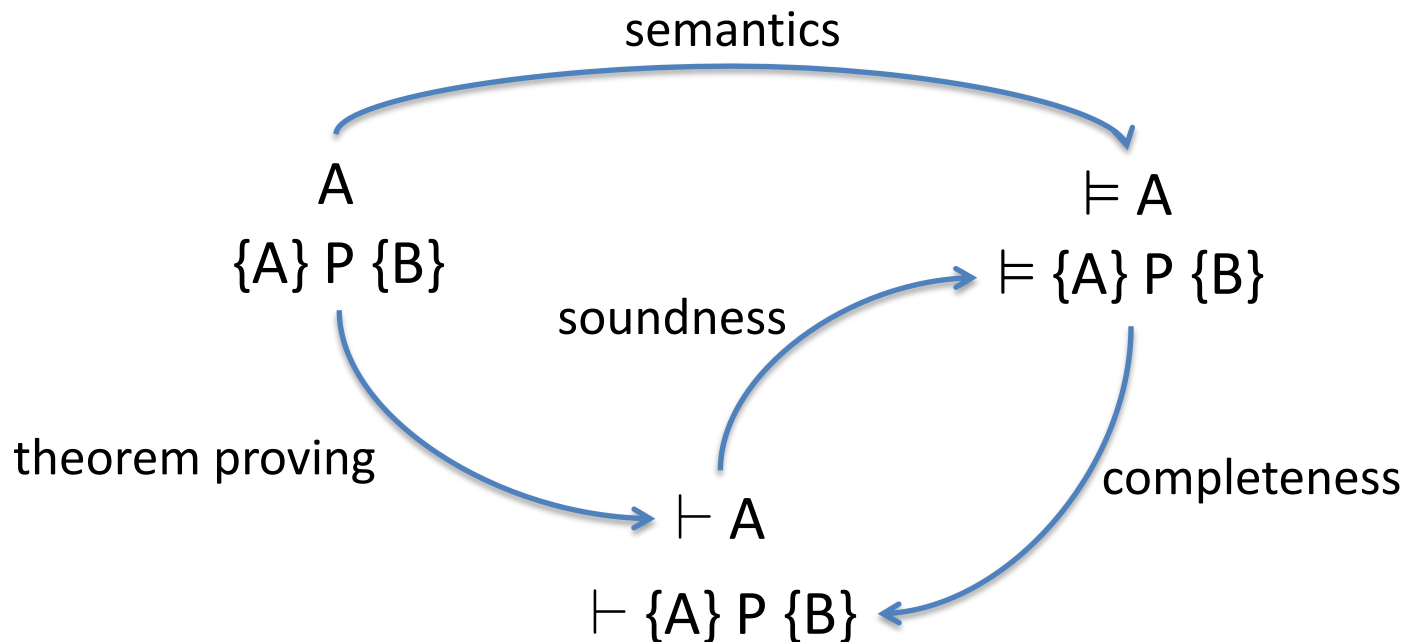 semantics
A
{A} P {B}
⊨ A
⊨ {A} P {B}
soundness
theorem proving
completeness
⊢ A
⊢ {A} P {B}